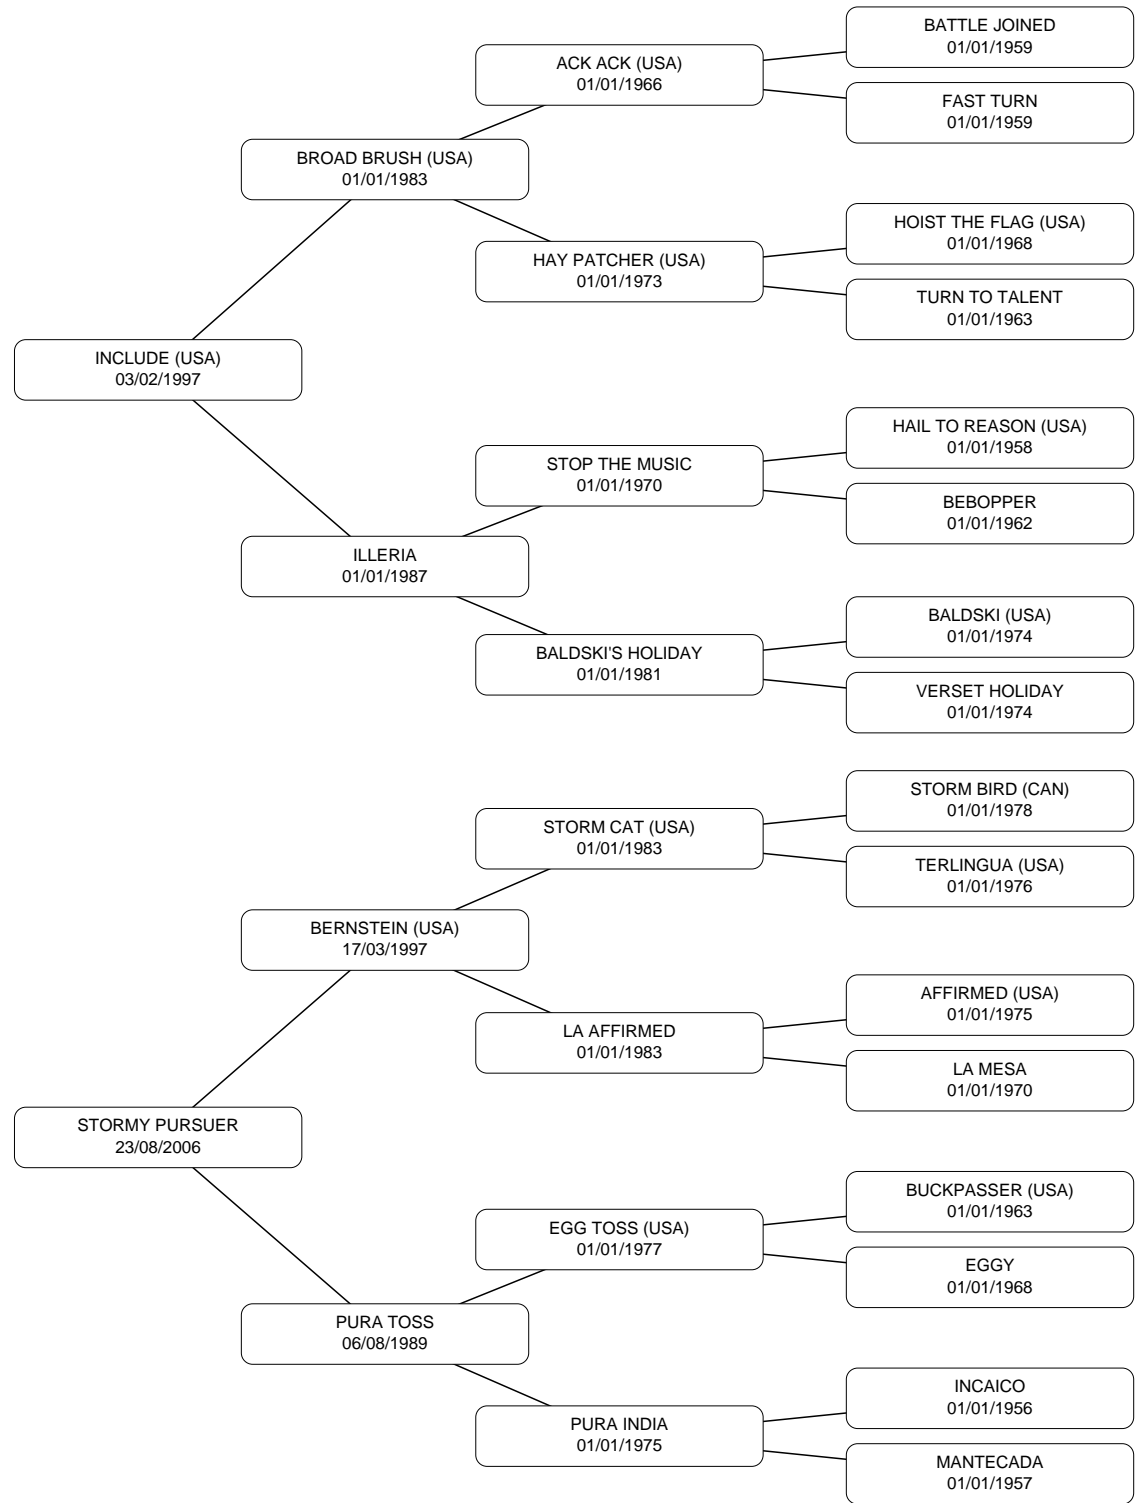 BATTLE JOINED
01/01/1959
ACK ACK (USA)
01/01/1966
FAST TURN
01/01/1959
BROAD BRUSH (USA)
01/01/1983
HOIST THE FLAG (USA)
01/01/1968
HAY PATCHER (USA)
01/01/1973
TURN TO TALENT
01/01/1963
INCLUDE (USA)
03/02/1997
HAIL TO REASON (USA)
01/01/1958
STOP THE MUSIC
01/01/1970
BEBOPPER
01/01/1962
ILLERIA
01/01/1987
BALDSKI (USA)
01/01/1974
BALDSKI'S HOLIDAY
01/01/1981
VERSET HOLIDAY
01/01/1974
STORM BIRD (CAN)
01/01/1978
STORM CAT (USA)
01/01/1983
TERLINGUA (USA)
01/01/1976
BERNSTEIN (USA)
17/03/1997
AFFIRMED (USA)
01/01/1975
LA AFFIRMED
01/01/1983
LA MESA
01/01/1970
STORMY PURSUER
23/08/2006
BUCKPASSER (USA)
01/01/1963
EGG TOSS (USA)
01/01/1977
EGGY
01/01/1968
PURA TOSS
06/08/1989
INCAICO
01/01/1956
PURA INDIA
01/01/1975
MANTECADA
01/01/1957